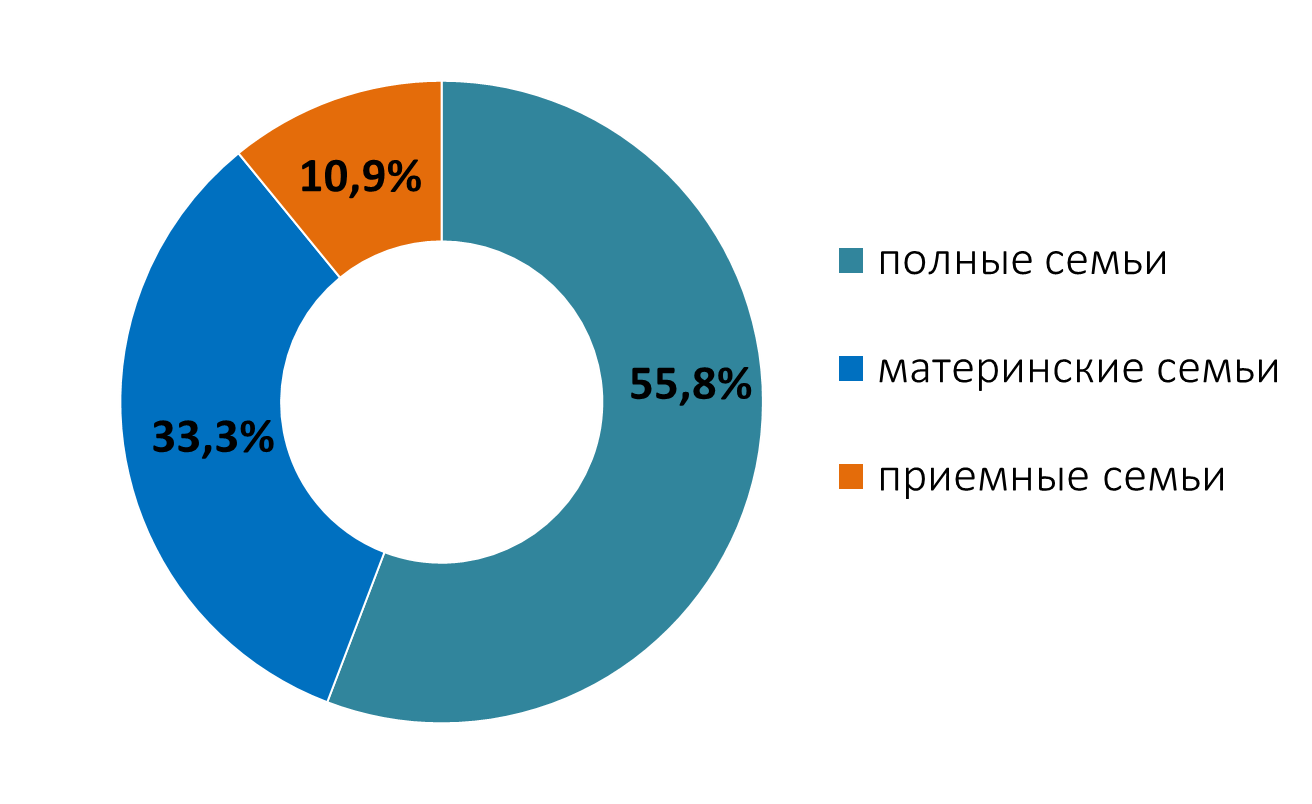 10,9%
55,8%
33,3%
полные семьи
материнские семьи
приемные семьи